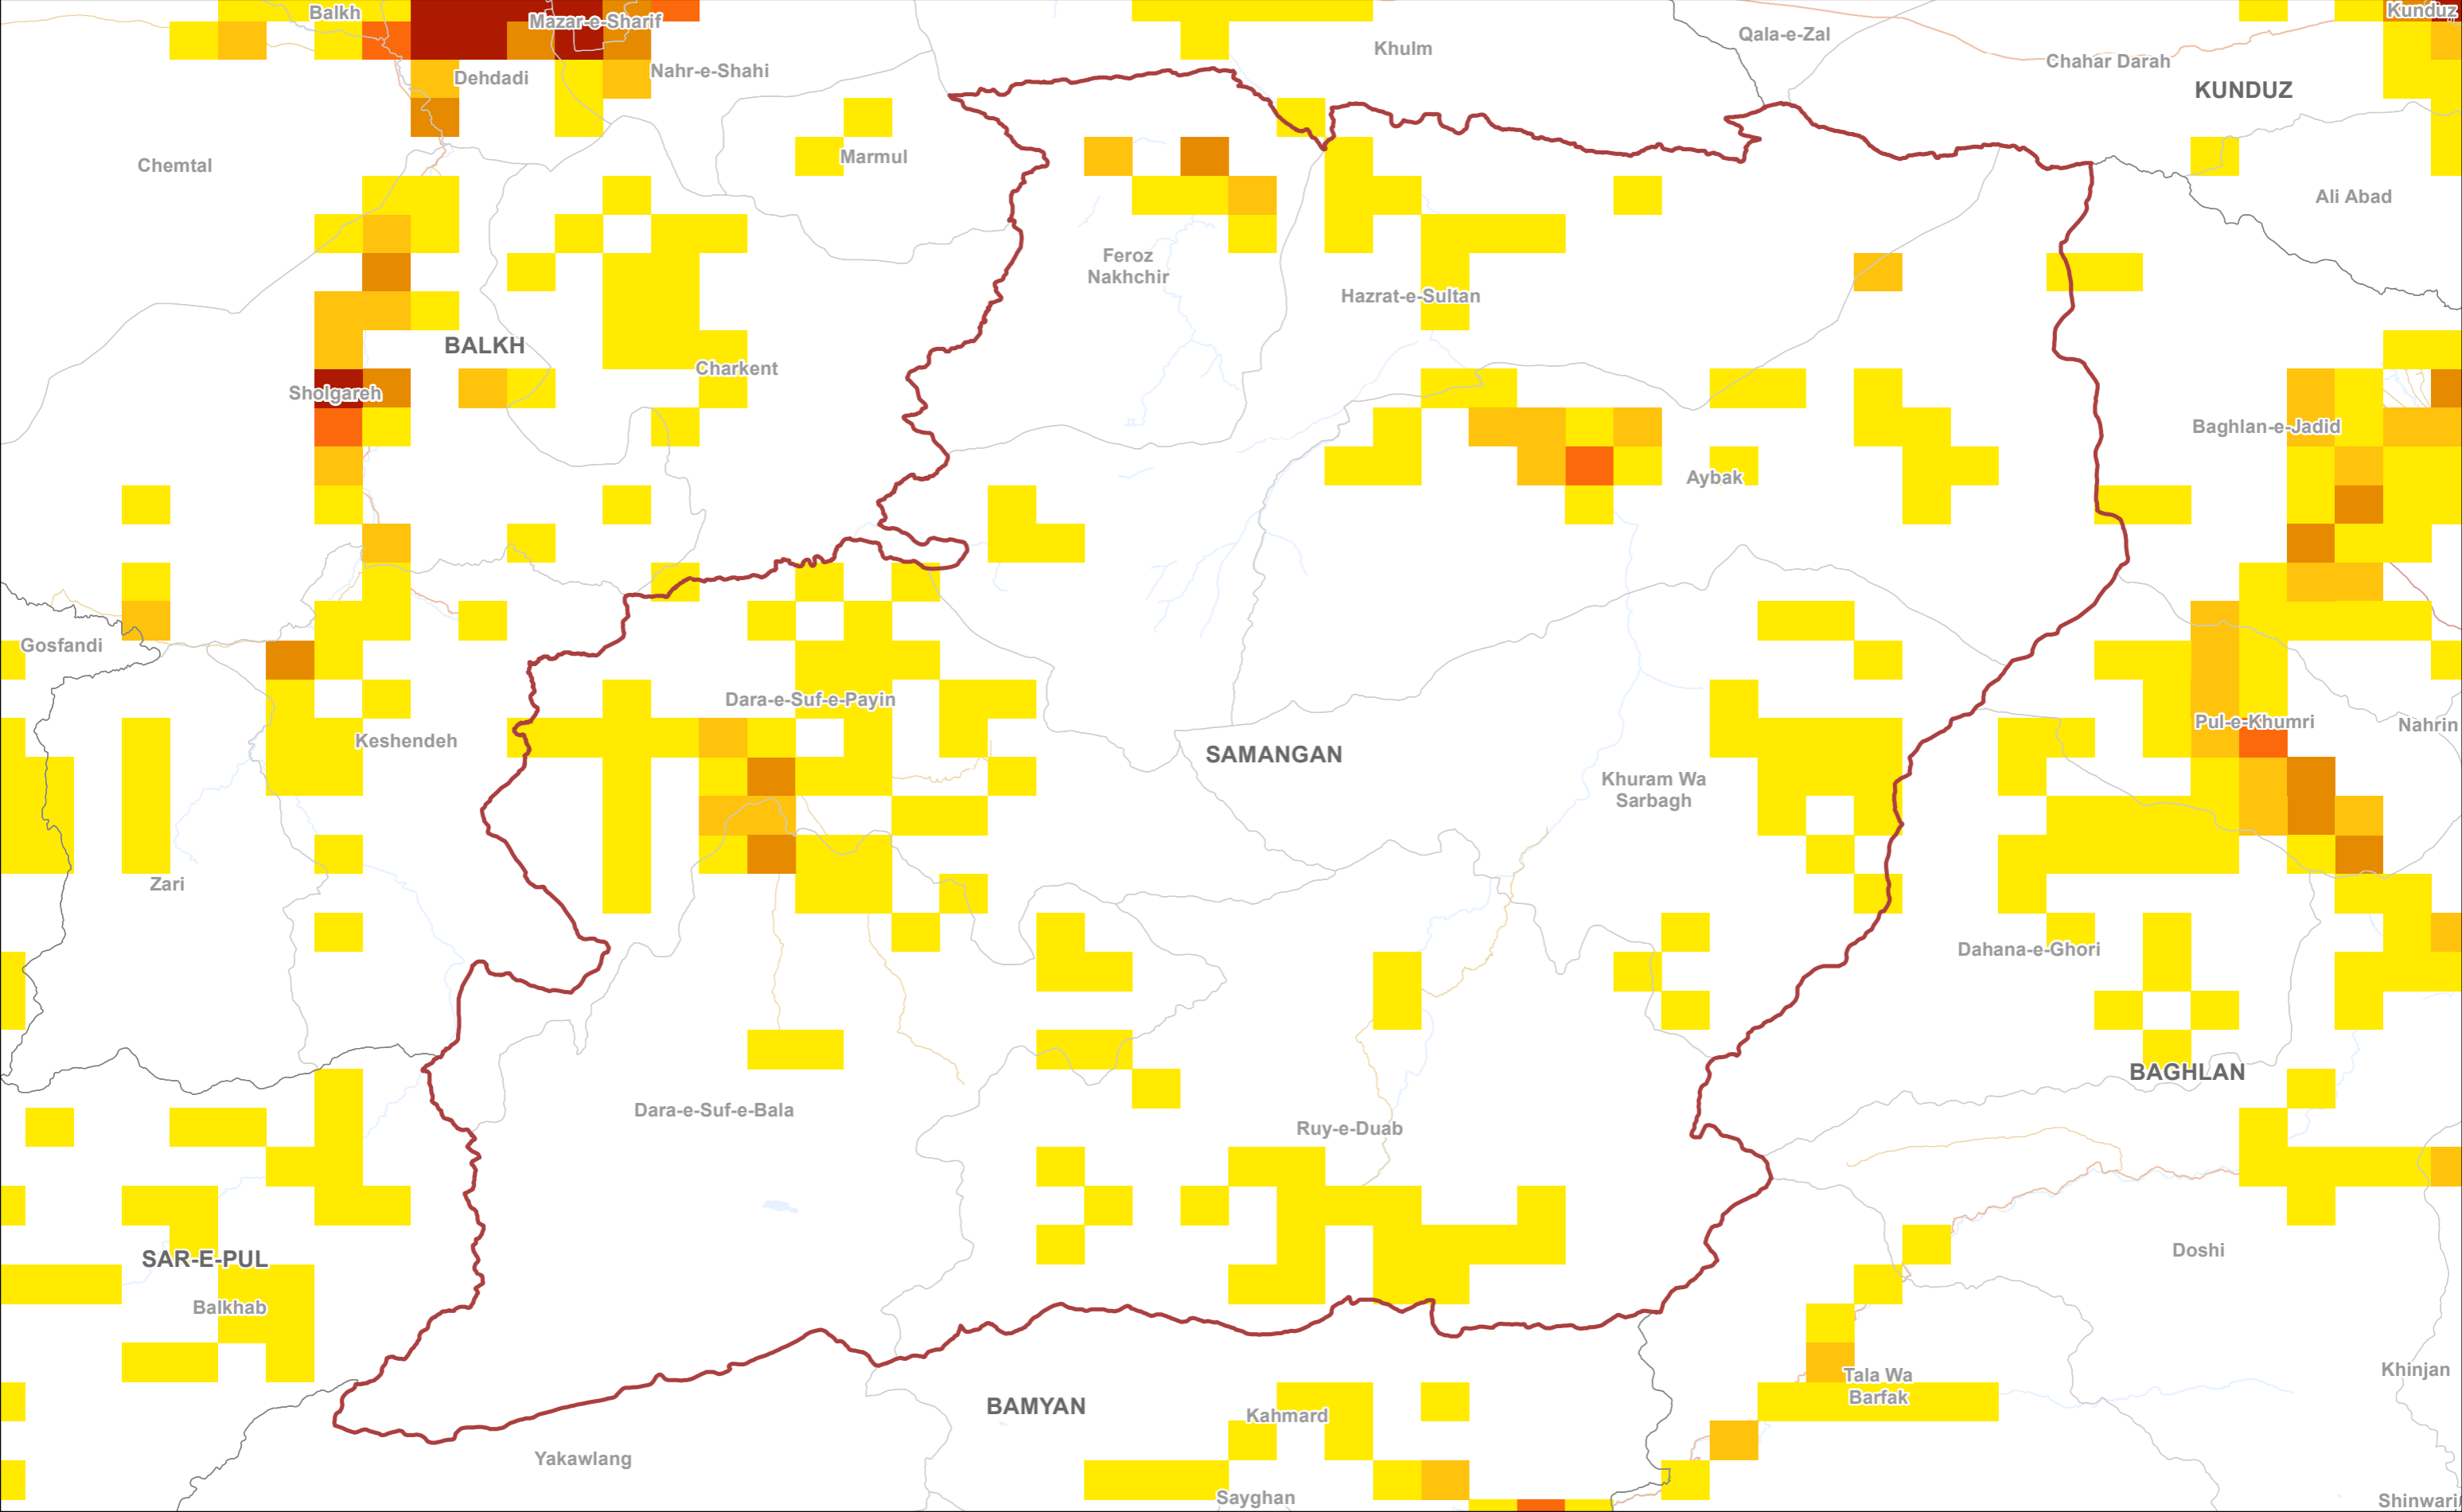 Balkh
Mazar-e-Sharif
Kunduz
Khulm
Qala-e-Zal
Chahar Darah
Dehdadi
Nahr-e-Shahi
KUNDUZ
Chemtal
Marmul
Ali Abad
Feroz
Nakhchir
Hazrat-e-Sultan
BALKH
Charkent
Sholgareh
Baghlan-e-Jadid
Aybak
Gosfandi
Dara-e-Suf-e-Payin
Pul-e-Khumri
Nahrin
Keshendeh
SAMANGAN
Khuram Wa
Sarbagh
Zari
Dahana-e-Ghori
BAGHLAN
Dara-e-Suf-e-Bala
Ruy-e-Duab
SAR-E-PUL
Doshi
Balkhab
Tala Wa
Barfak
Khinjan
BAMYAN
Kahmard
Yakawlang
Sayghan
Shinwari